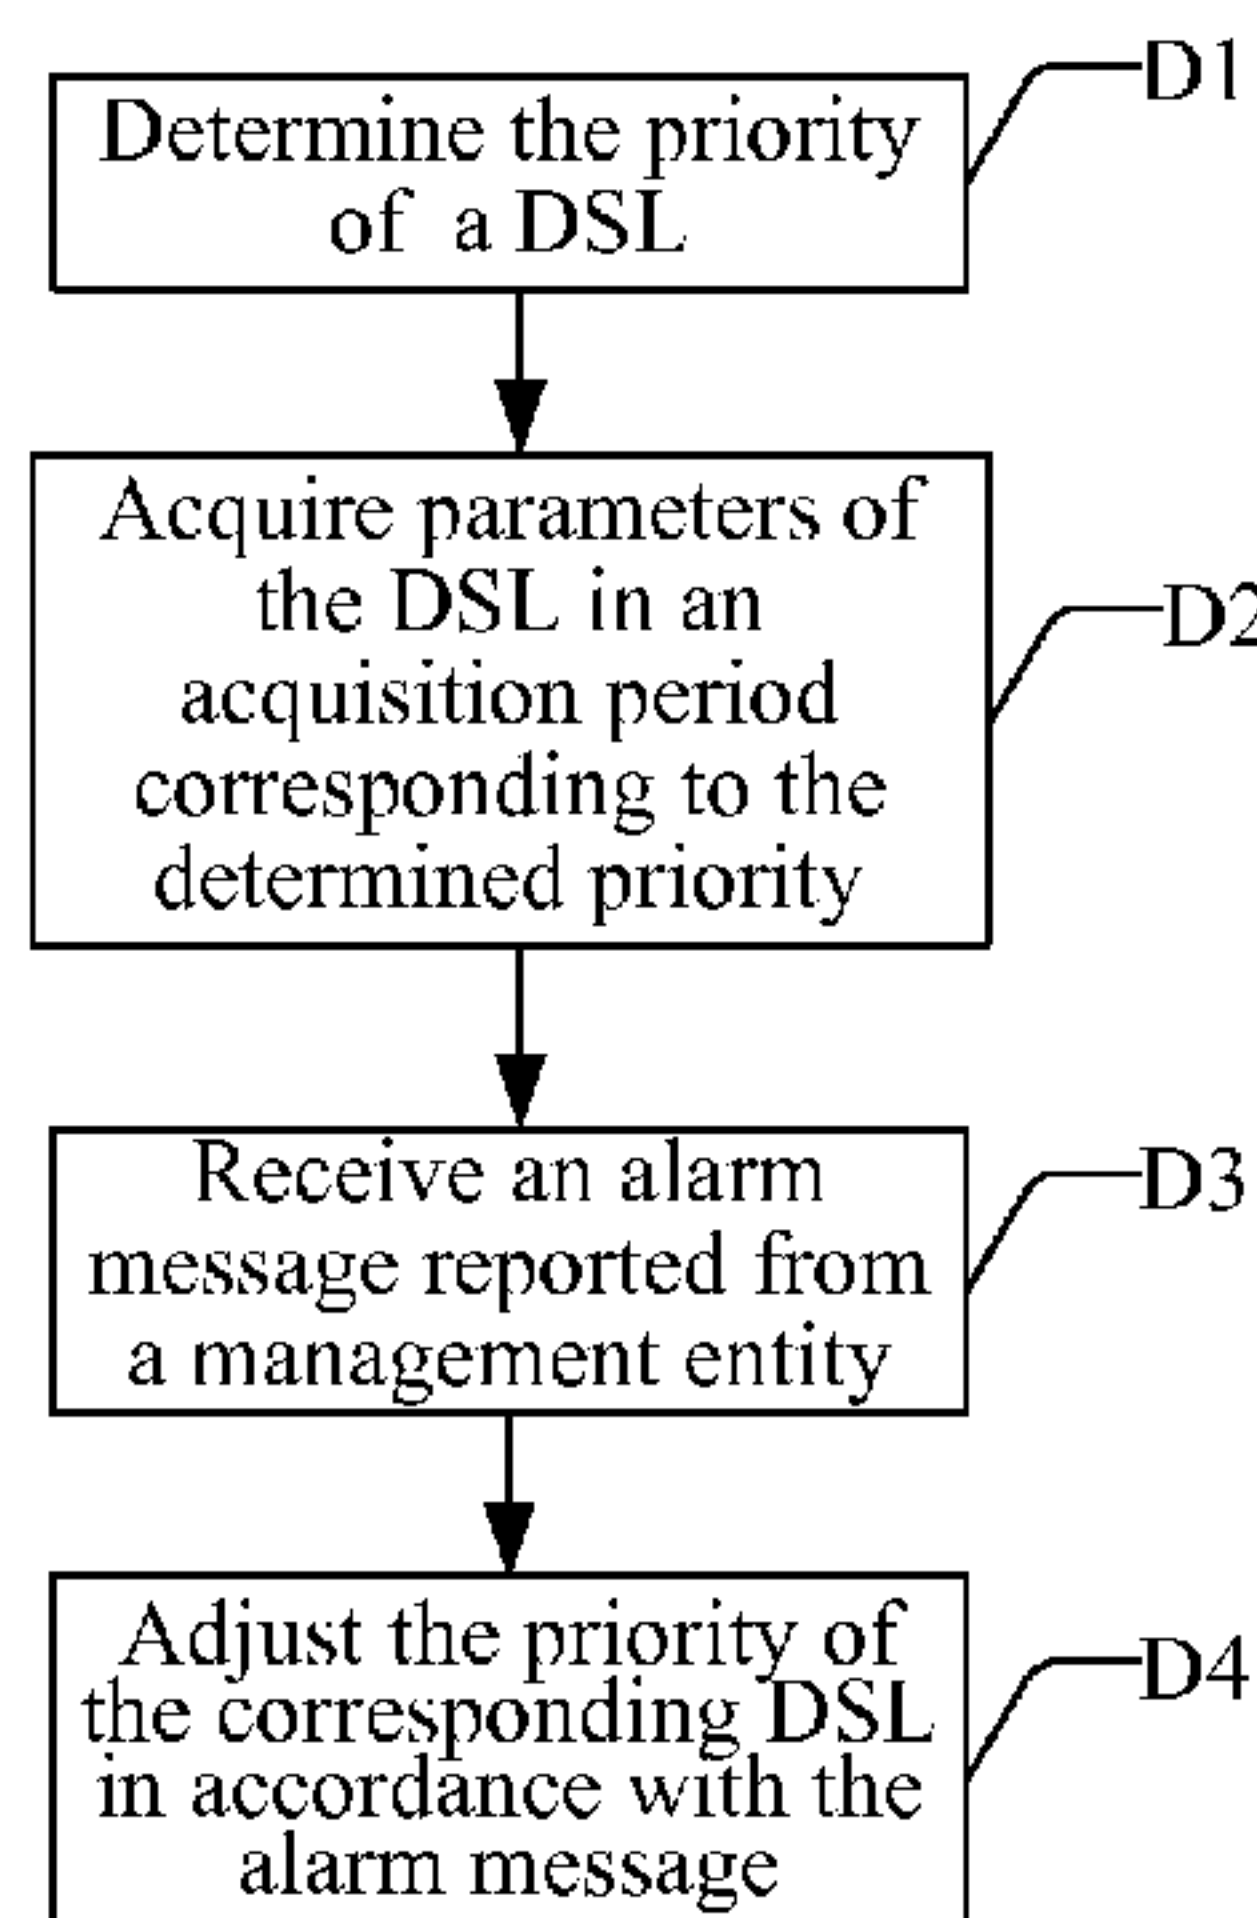 D1
Determine the priority
of a DSL
Acquire parameters of
the DSL in an
acquisition period
corresponding to the
determined priority
D2
Receive an alarm
message reported from
a management entity
D3
Adjust the priority of
the corresponding DSL
in accordance with the
alarm message
D4